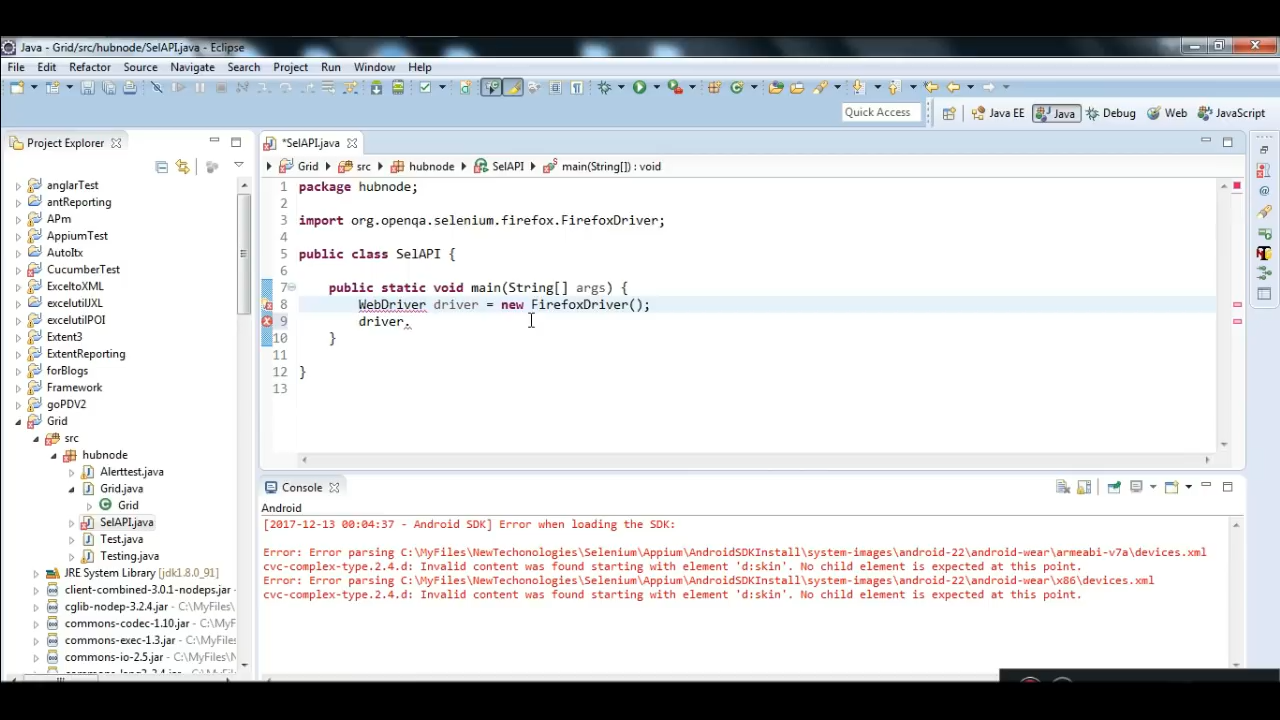 Java - Grid/src/hubnode/SelAPI.java - Eclipse
File Edit Refactor Source Navigate Search Project Run Window Help
Quick Access Java EE Java Debug Web JavaScript
Project Explorer
anglarTest
antReporting
APm
AppiumTest
AutoItx
CucumberTest
ExceltoXML
excelutilJXL
excelutilPOI
Extent3
ExtentReporting
forBlogs
Framework
goPDV2
Grid
src
hubnode
Alerttest.java
Grid.java
Grid
SelAPI.java
Test.java
Testing.java
JRE System Library [jdk1.8.0_91]
client-combined-3.0.1-nodeps.jar
cglib-nodep-3.2.4.jar - C:/MyFiles/
commons-codec-1.10.jar - C:/MyFi
commons-exec-1.3.jar - C:/MyFiles
commons-io-2.5.jar - C:/MyFiles/N
*SelAPI.java
Grid src hubnode SelAPI main(String[]) : void
1 package hubnode;
2
3 import org.openqa.selenium.firefox.FirefoxDriver;
4
5 public class SelAPI {
6
7 public static void main(String[] args) {
8 WebDriver driver = new FirefoxDriver();
9 driver.
10 }
11
12 }
13
Console
Android
[2017-12-13 00:04:37 - Android SDK] Error when loading the SDK:
Error: Error parsing C:\MyFiles\NewTechonologies\Selenium\Appium\AndroidSDKInstall\system-images\android-22\android-wear\armeabi-v7a\devices.xml
cvc-complex-type.2.4.d: Invalid content was found starting with element 'd:skin'. No child element is expected at this point.
Error: Error parsing C:\MyFiles\NewTechonologies\Selenium\Appium\AndroidSDKInstall\system-images\android-22\android-wear\x86\devices.xml
cvc-complex-type.2.4.d: Invalid content was found starting with element 'd:skin'. No child element is expected at this point.